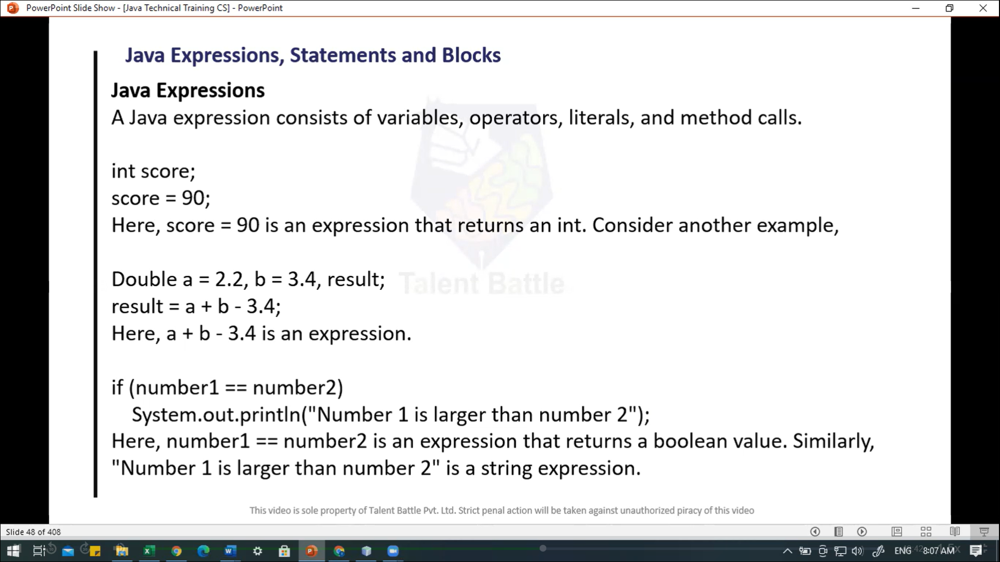 PowerPoint Slide Show - [Java Technical Training CS] - PowerPoint
Java Expressions, Statements and Blocks
Java Expressions
A Java expression consists of variables, operators, literals, and method calls.
int score;
score = 90;
Here, score = 90 is an expression that returns an int. Consider another example,
Double a = 2.2, b = 3.4, result;
result = a + b - 3.4;
Here, a + b - 3.4 is an expression.
if (number1 == number2)
System.out.println("Number 1 is larger than number 2");
Here, number1 == number2 is an expression that returns a boolean value. Similarly,
"Number 1 is larger than number 2" is a string expression.
Talent Battle
This video is sole property of Talent Battle Pvt. Ltd. Strict penal action will be taken against unauthorized piracy of this video
Slide 48 of 408
ENG 8:07 AM